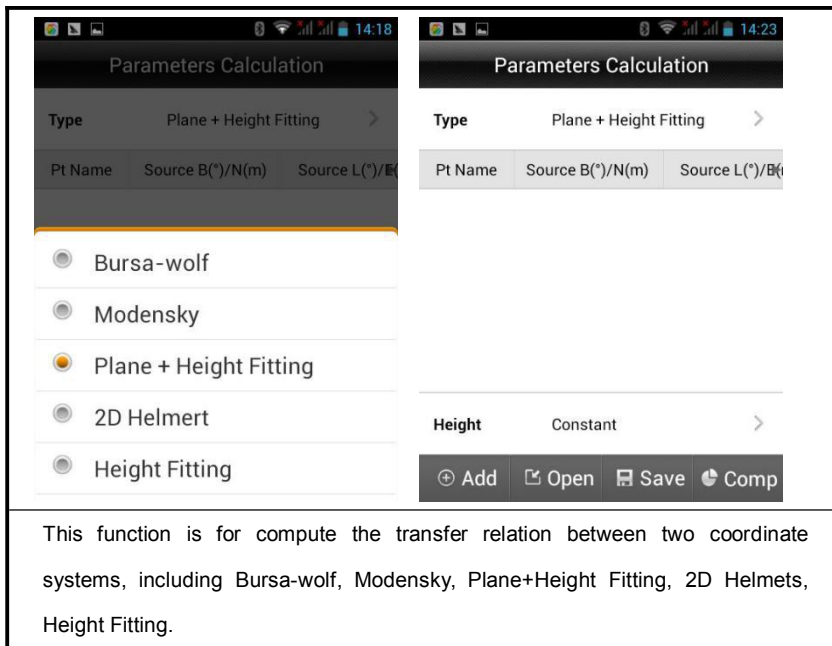 14:18
Parameters Calculation
Type Plane + Height Fitting
Pt Name Source B(°)/N(m) Source L(°)/E(
Bursa-wolf
Modensky
Plane + Height Fitting
2D Helmert
Height Fitting
14:23
Parameters Calculation
Type Plane + Height Fitting
Pt Name Source B(°)/N(m) Source L(°)/E(
Height Constant
Add Open Save Comp
This function is for compute the transfer relation between two coordinate
systems, including Bursa-wolf, Modensky, Plane+Height Fitting, 2D Helmets,
Height Fitting.